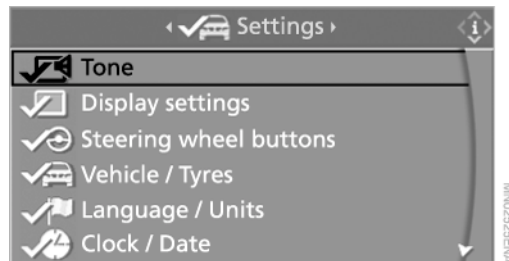 Settings
i
Tone
Display settings
Steering wheel buttons
Vehicle / Tyres
Language / Units
Clock / Date